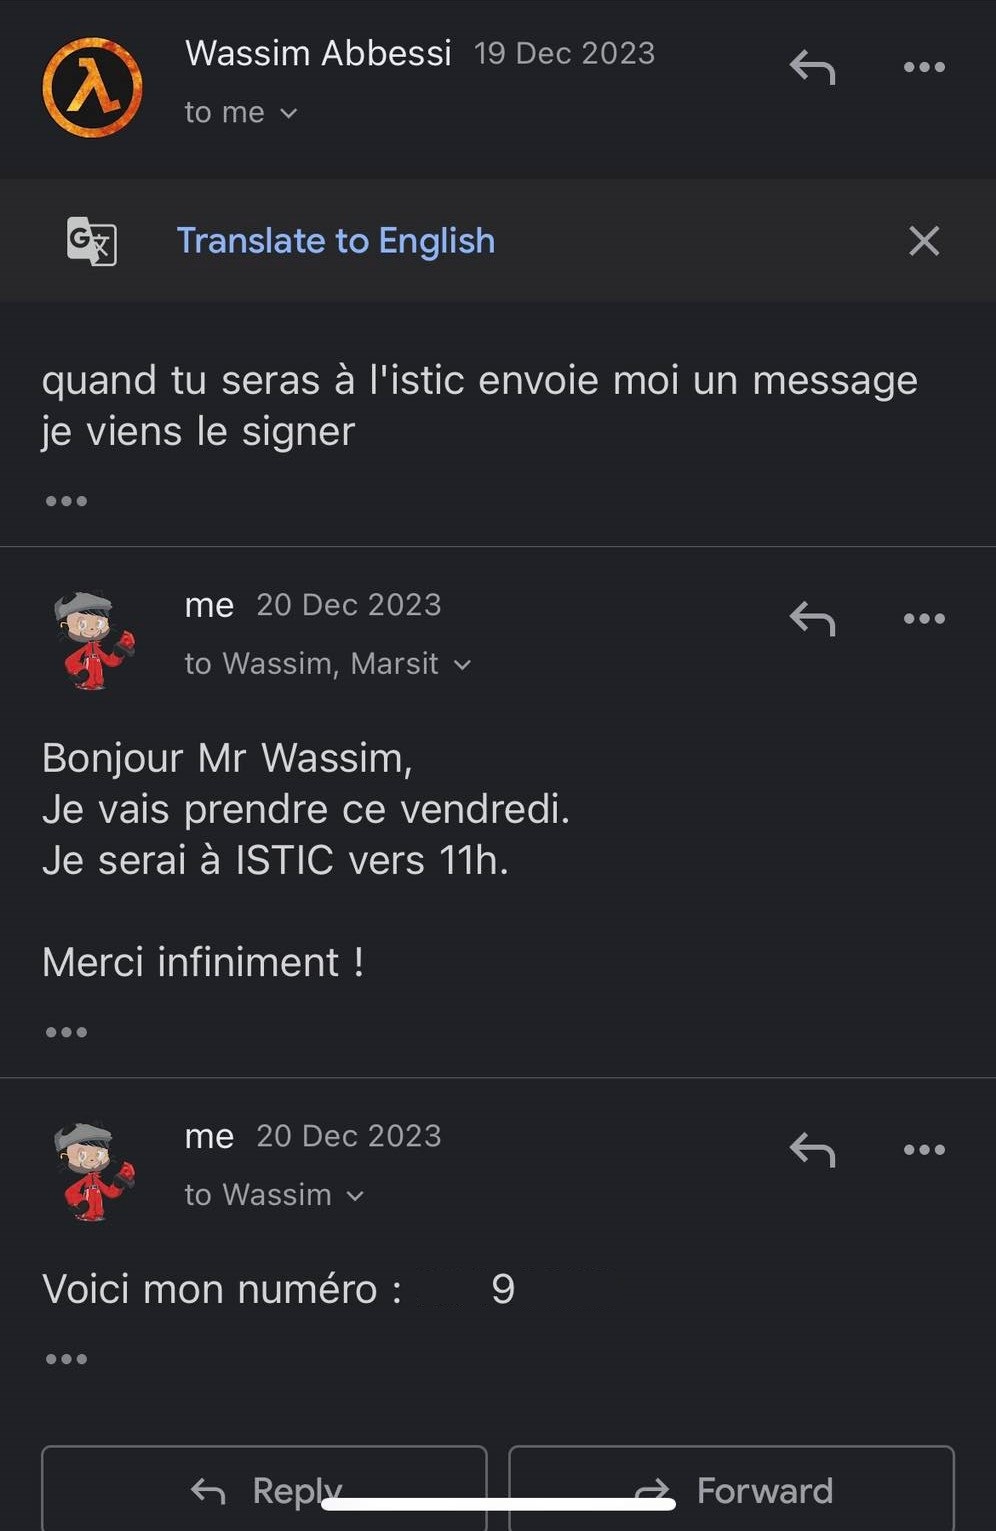 Wassim Abbessi 19 Dec 2023
to me
Translate to English
quand tu seras à l'istic envoie moi un message
je viens le signer
me 20 Dec 2023
to Wassim, Marsit
Bonjour Mr Wassim,
Je vais prendre ce vendredi.
Je serai à ISTIC vers 11h.
Merci infiniment !
me 20 Dec 2023
to Wassim
Voici mon numéro : 9
Reply Forward